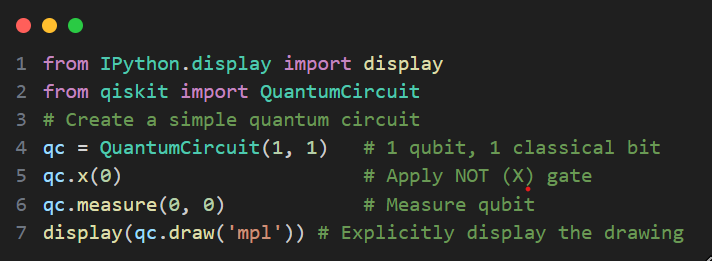 1 from IPython.display import display
2 from qiskit import QuantumCircuit
3 # Create a simple quantum circuit
4 qc = QuantumCircuit(1, 1)   # 1 qubit, 1 classical bit
5 qc.x(0)                    # Apply NOT (X) gate
6 qc.measure(0, 0)           # Measure qubit
7 display(qc.draw('mpl')) # Explicitly display the drawing